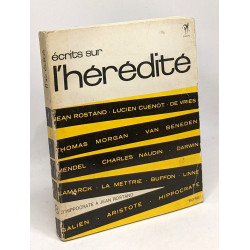 écrits sur
l'hérédité
JEAN ROSTAND - LUCIEN CUENOT - DE VRIES
THOMAS MORGAN - VAN BENEDEN
MENDEL - CHARLES NAUDIN - DARWIN
LAMARCK - LA METTRIE - BUFFON - LINNE
D'HIPPOCRATE A JEAN ROSTAND
GALIEN - ARISTOTE - HIPPOCRATE